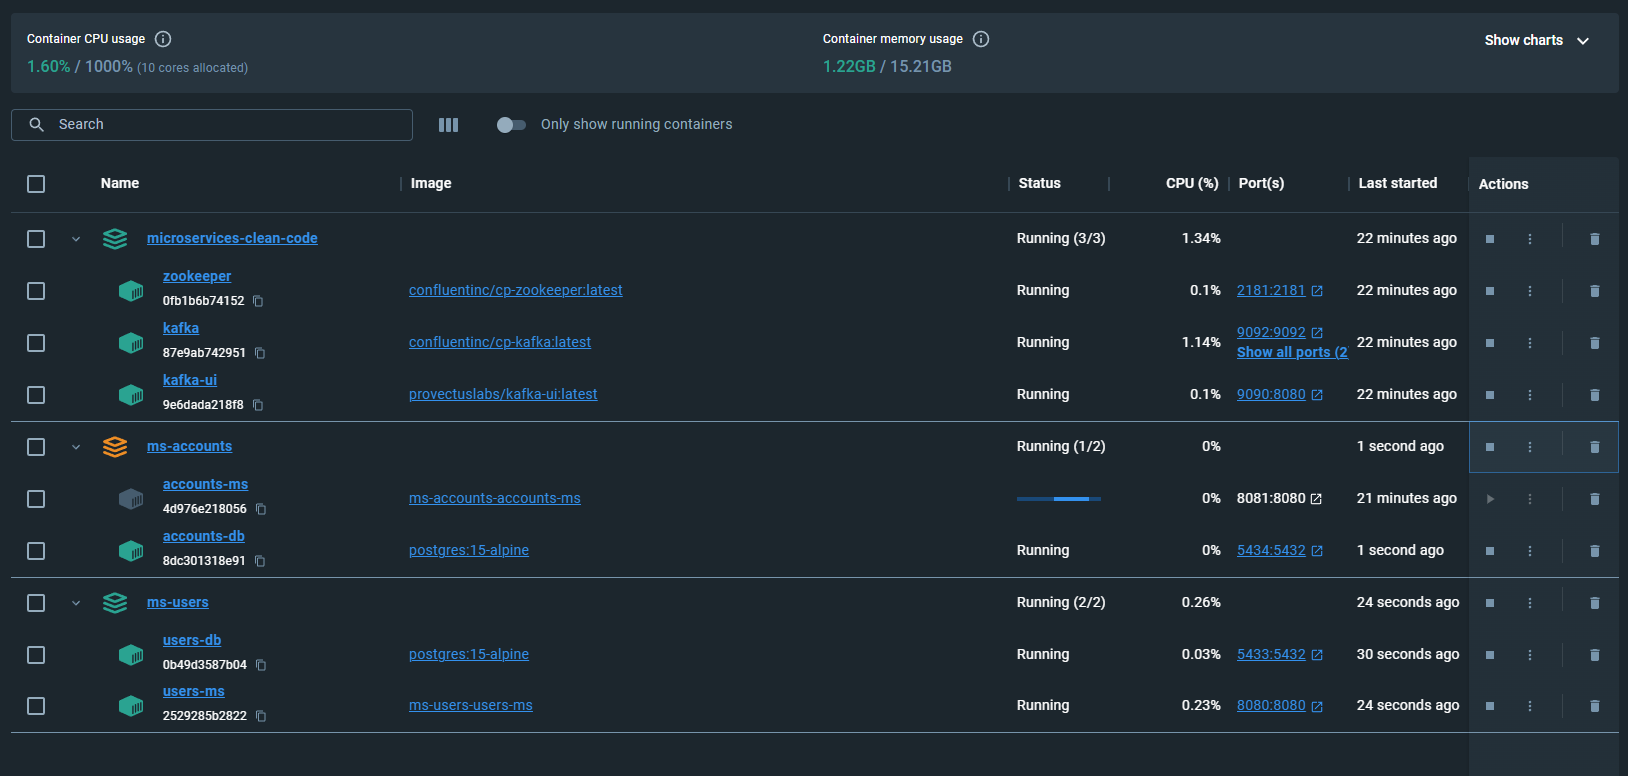 Container CPU usage
1.60% / 1000% (10 cores allocated)
Container memory usage
1.22GB / 15.21GB
Show charts
Search
Only show running containers
Name Image Status CPU (%) Port(s) Last started Actions
microservices-clean-code Running (3/3) 1.34% 22 minutes ago
zookeeper
0fb1b6b74152
confluentinc/cp-zookeeper:latest Running 0.1% 2181:2181 22 minutes ago
kafka
87e9ab742951
confluentinc/cp-kafka:latest Running 1.14% 9092:9092 22 minutes ago
Show all ports (2
kafka-ui
9e6dada218f8
provectuslabs/kafka-ui:latest Running 0.1% 9090:8080 22 minutes ago
ms-accounts Running (1/2) 0% 1 second ago
accounts-ms
4d976e218056
ms-accounts-accounts-ms 0% 8081:8080 21 minutes ago
accounts-db
8dc301318e91
postgres:15-alpine Running 0% 5434:5432 1 second ago
ms-users Running (2/2) 0.26% 24 seconds ago
users-db
0b49d3587b04
postgres:15-alpine Running 0.03% 5433:5432 30 seconds ago
users-ms
2529285b2822
ms-users-users-ms Running 0.23% 8080:8080 24 seconds ago